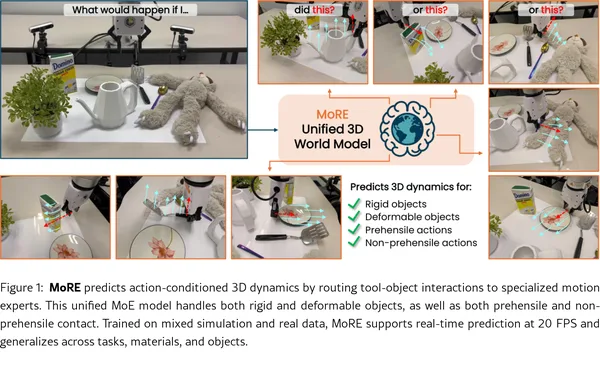 What would happen if I...
did this?
or this?
or this?
Domino
MoRE
Unified 3D
World Model
Predicts 3D dynamics for:
Rigid objects
Deformable objects
Prehensile actions
Non-prehensile actions
Figure 1: MoRE predicts action-conditioned 3D dynamics by routing tool-object interactions to specialized motion
experts. This unified MoE model handles both rigid and deformable objects, as well as both prehensile and non-
prehensile contact. Trained on mixed simulation and real data, MoRE supports real-time prediction at 20 FPS and
generalizes across tasks, materials, and objects.